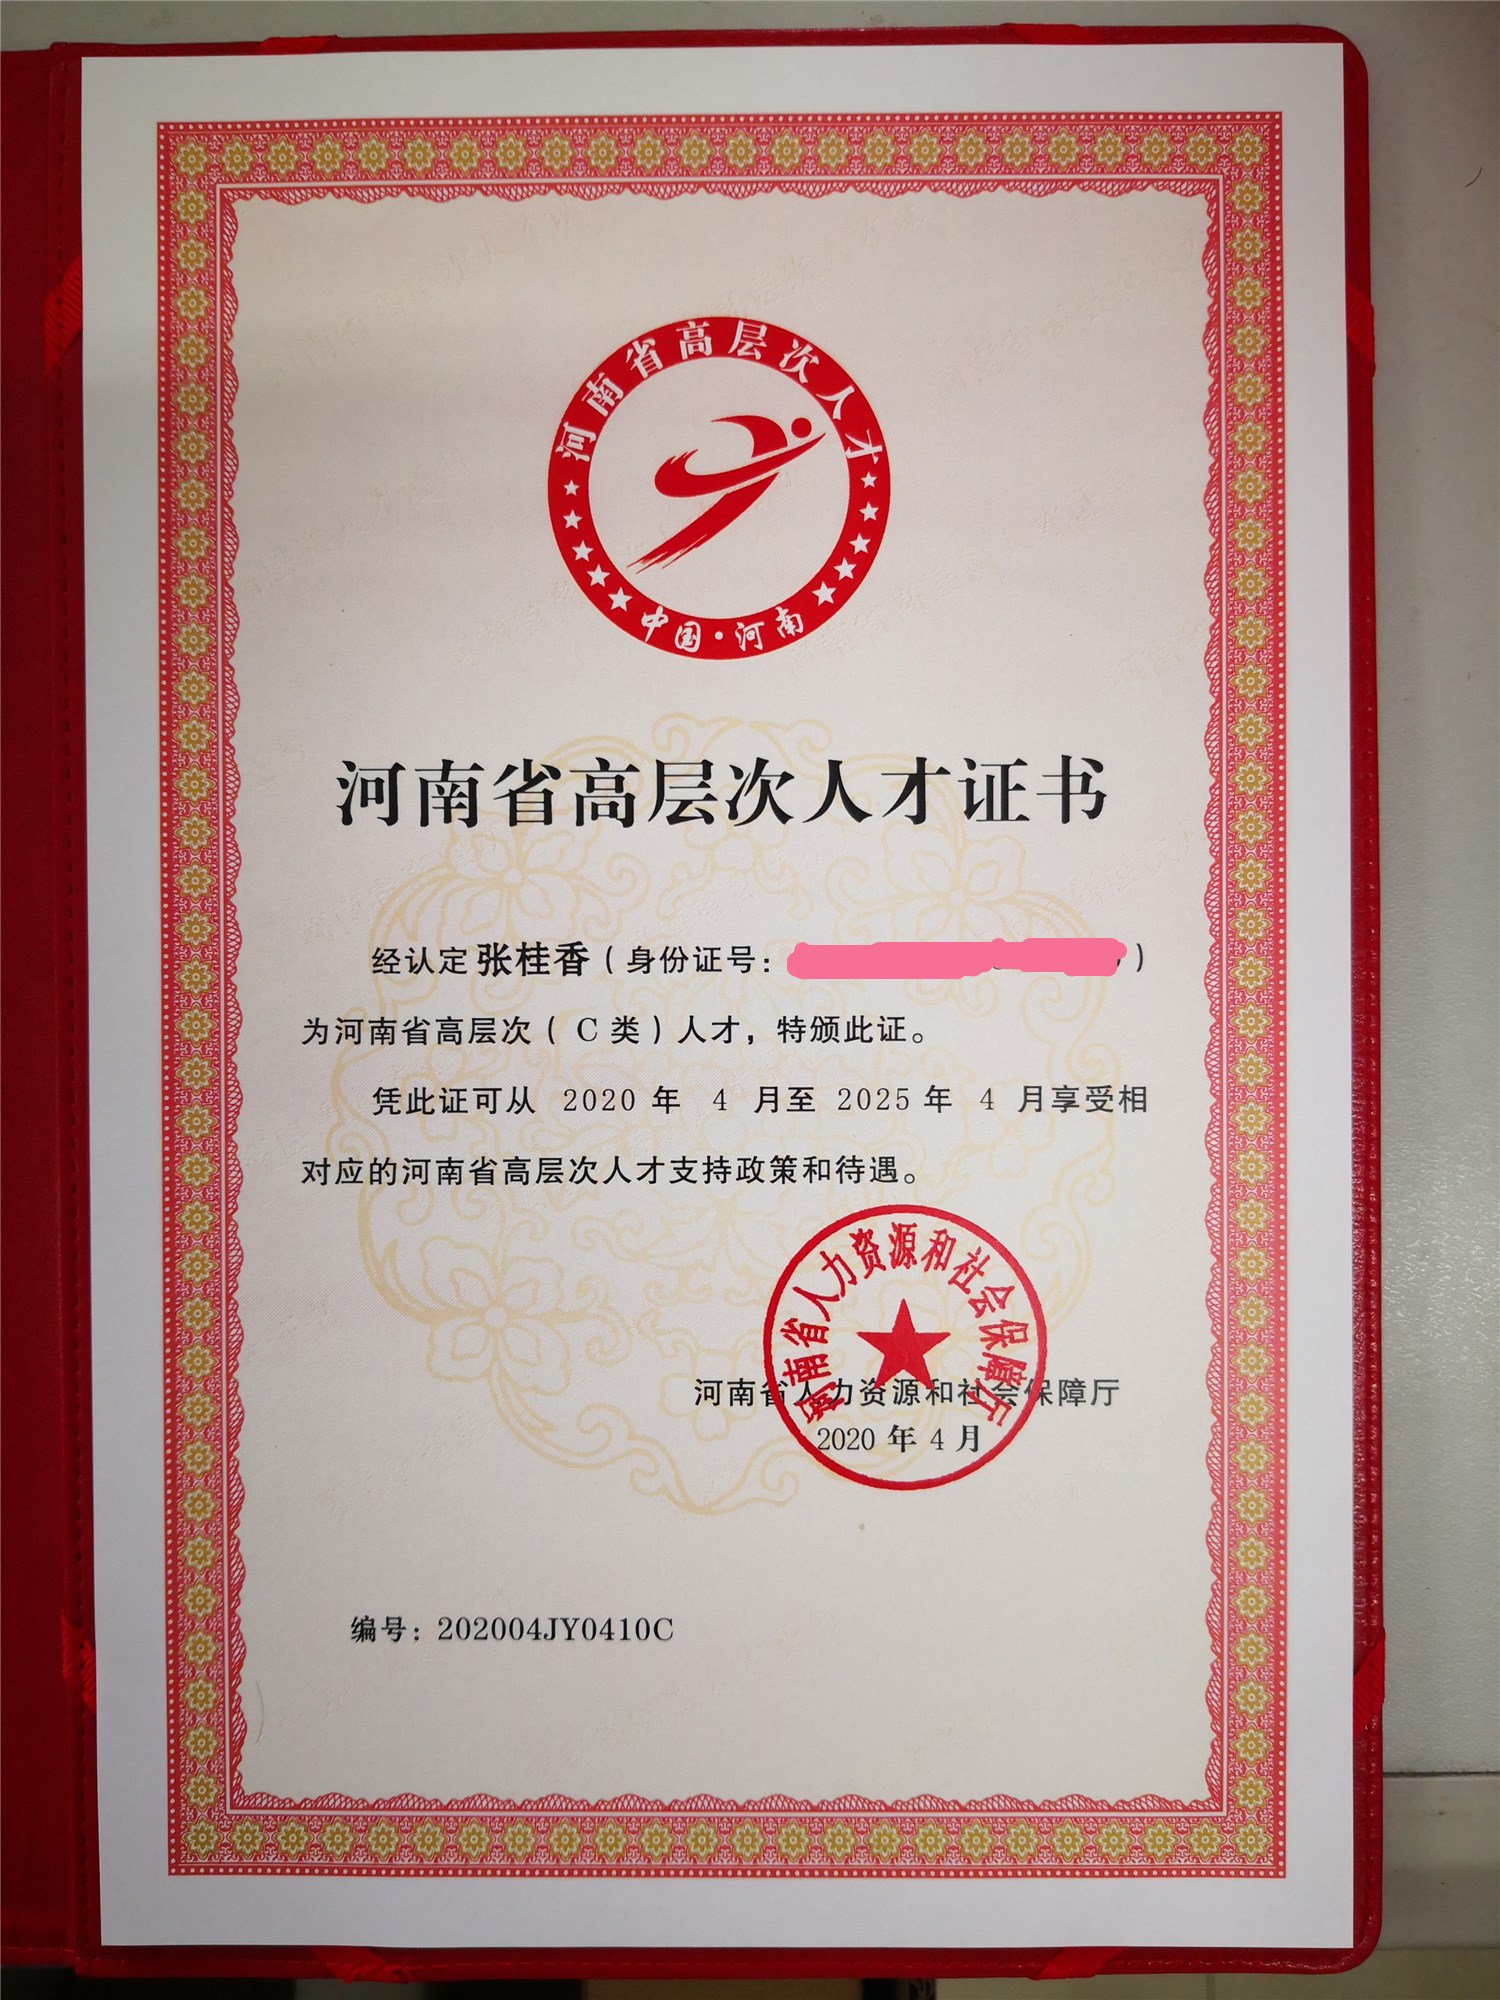 河南省高层次人才
中国·河南
河南省高层次人才证书
经认定张桂香（身份证号：）
为河南省高层次（C 类）人才，特颁此证。
凭此证可从 2020 年 4 月至 2025 年 4 月享受相
对应的河南省高层次人才支持政策和待遇。
河南省人力资源和社会保障厅
河南省人力资源和社会保障厅
2020 年 4 月
编号：202004JY0410C